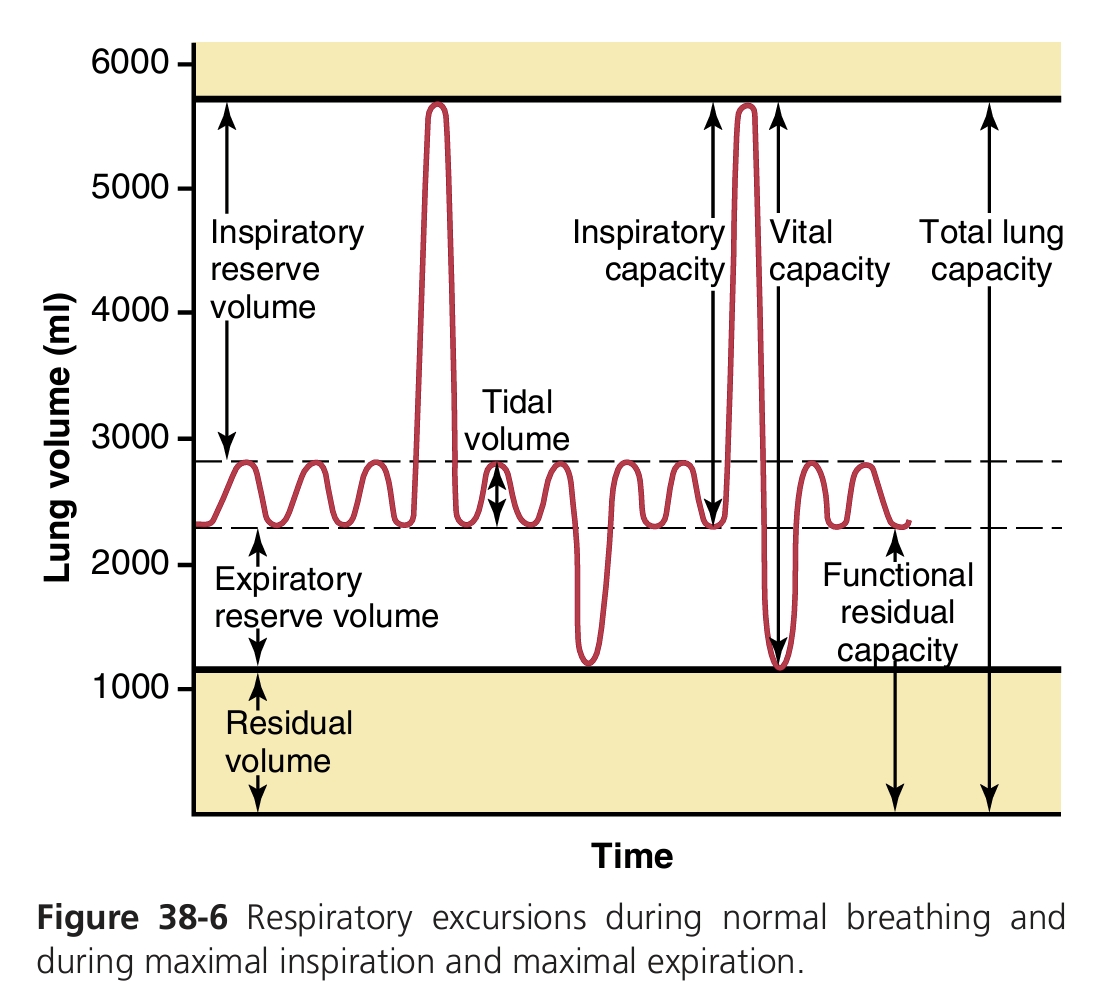 6000
5000
4000
3000
2000
1000
Lung volume (ml)
Inspiratory
reserve
volume
Tidal
volume
Inspiratory
capacity
Vital
capacity
Total lung
capacity
Expiratory
reserve volume
Functional
residual
capacity
Residual
volume
Time
Figure 38-6 Respiratory excursions during normal breathing and
during maximal inspiration and maximal expiration.